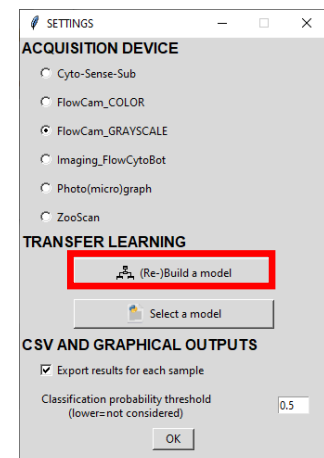 SETTINGS
ACQUISITION DEVICE
Cyto-Sense-Sub
FlowCam_COLOR
FlowCam_GRAYSCALE
Imaging_FlowCytoBot
Photo(micro)graph
ZooScan
TRANSFER LEARNING
(Re-)Build a model
Select a model
CSV AND GRAPHICAL OUTPUTS
Export results for each sample
Classification probability threshold
(lower=not considered)
0.5
OK